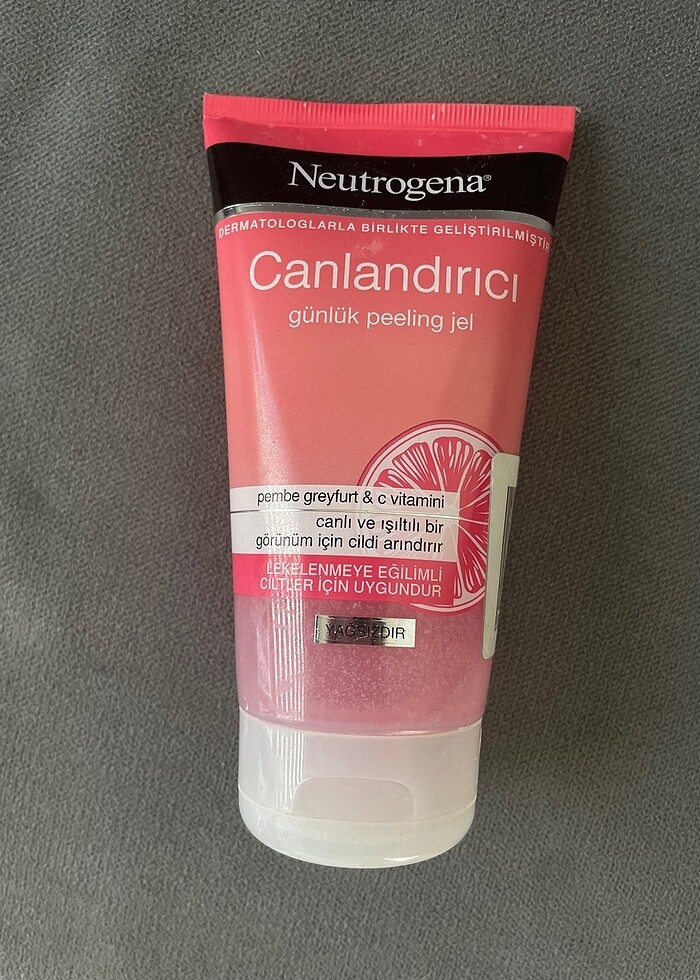 Neutrogena®
DERMATOLOGLARLA BİRLİKTE GELİŞTİRİLMİŞTİR
Canlandırıcı
günlük peeling jel
pembe greyfurt & c vitamini
canlı ve ışıltılı bir
görünüm için cildi arındırır
LEKELENMEYE EĞİLİMLİ
CİLTLER İÇİN UYGUNDUR
YAĞSIZDIR